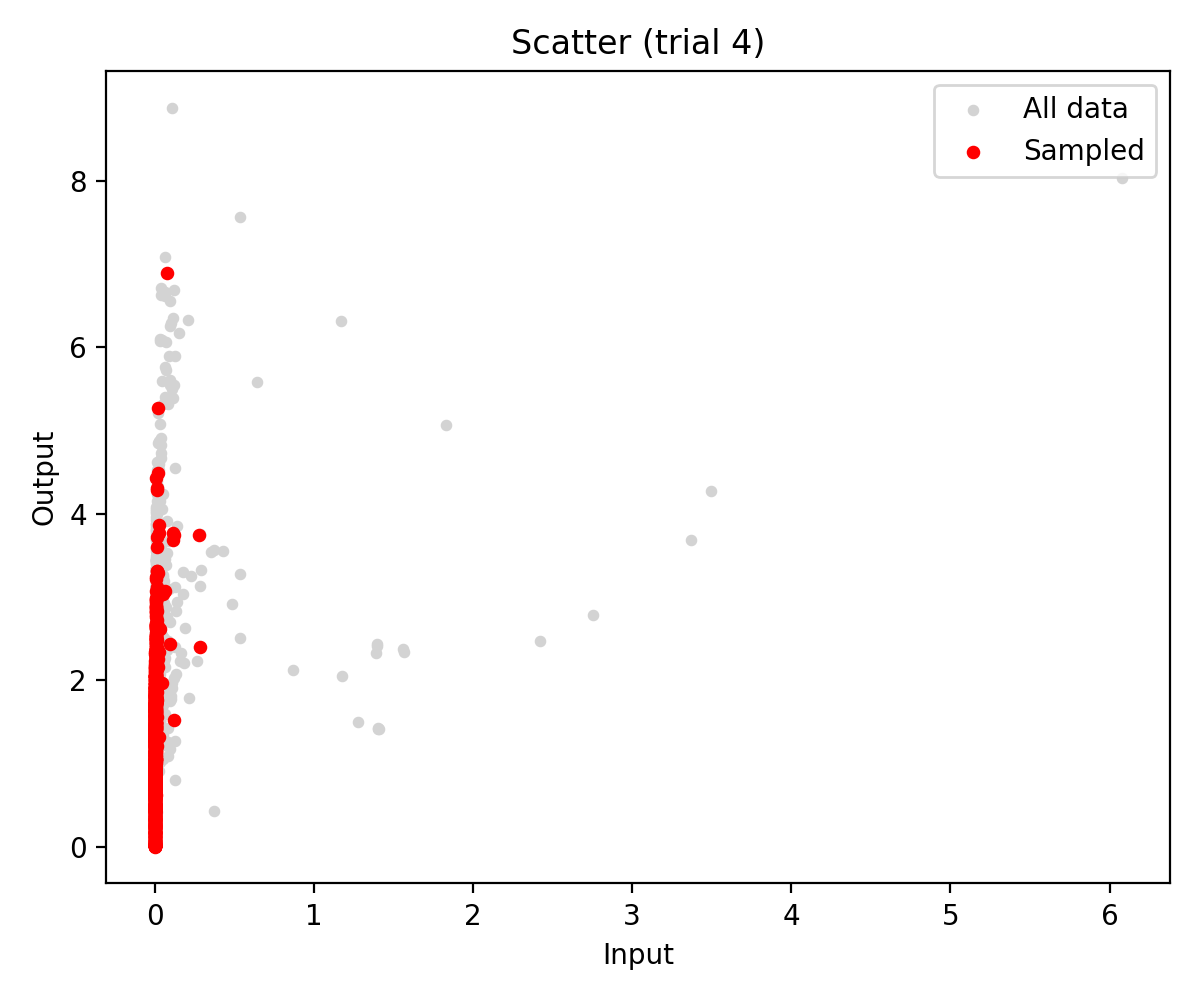 Scatter (trial 4)
All data
Sampled
8
6
4
2
0
Output
0 1 2 3 4 5 6
Input